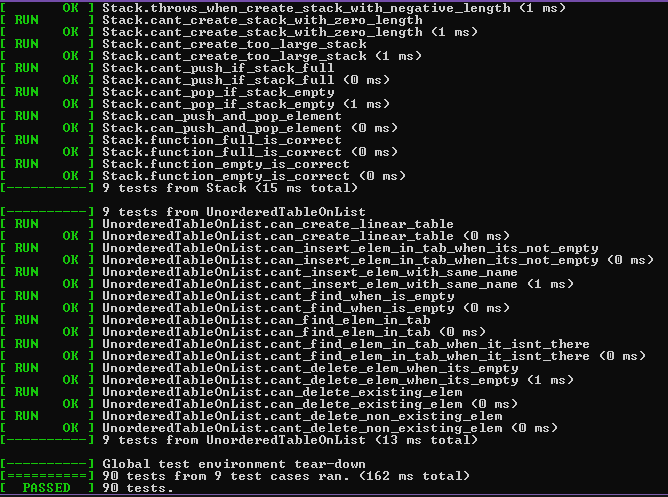 [       OK ] Stack.throws_when_create_stack_with_negative_length (1 ms)
[ RUN      ] Stack.cant_create_stack_with_zero_length
[       OK ] Stack.cant_create_stack_with_zero_length (1 ms)
[ RUN      ] Stack.cant_create_too_large_stack
[       OK ] Stack.cant_create_too_large_stack (1 ms)
[ RUN      ] Stack.cant_push_if_stack_full
[       OK ] Stack.cant_push_if_stack_full (0 ms)
[ RUN      ] Stack.cant_pop_if_stack_empty
[       OK ] Stack.cant_pop_if_stack_empty (1 ms)
[ RUN      ] Stack.can_push_and_pop_element
[       OK ] Stack.can_push_and_pop_element (0 ms)
[ RUN      ] Stack.function_full_is_correct
[       OK ] Stack.function_full_is_correct (0 ms)
[ RUN      ] Stack.function_empty_is_correct
[       OK ] Stack.function_empty_is_correct (0 ms)
[----------] 9 tests from Stack (15 ms total)
[----------] 9 tests from UnorderedTableOnList
[ RUN      ] UnorderedTableOnList.can_create_linear_table
[       OK ] UnorderedTableOnList.can_create_linear_table (0 ms)
[ RUN      ] UnorderedTableOnList.can_insert_elem_in_tab_when_its_not_empty
[       OK ] UnorderedTableOnList.can_insert_elem_in_tab_when_its_not_empty (0 ms)
[ RUN      ] UnorderedTableOnList.cant_insert_elem_with_same_name
[       OK ] UnorderedTableOnList.cant_insert_elem_with_same_name (1 ms)
[ RUN      ] UnorderedTableOnList.cant_find_when_is_empty
[       OK ] UnorderedTableOnList.cant_find_when_is_empty (0 ms)
[ RUN      ] UnorderedTableOnList.can_find_elem_in_tab
[       OK ] UnorderedTableOnList.can_find_elem_in_tab (0 ms)
[ RUN      ] UnorderedTableOnList.cant_find_elem_in_tab_when_it_isnt_there
[       OK ] UnorderedTableOnList.cant_find_elem_in_tab_when_it_isnt_there (0 ms)
[ RUN      ] UnorderedTableOnList.cant_delete_elem_when_its_empty
[       OK ] UnorderedTableOnList.cant_delete_elem_when_its_empty (1 ms)
[ RUN      ] UnorderedTableOnList.can_delete_existing_elem
[       OK ] UnorderedTableOnList.can_delete_existing_elem (0 ms)
[ RUN      ] UnorderedTableOnList.cant_delete_non_existing_elem
[       OK ] UnorderedTableOnList.cant_delete_non_existing_elem (0 ms)
[----------] 9 tests from UnorderedTableOnList (13 ms total)
[----------] Global test environment tear-down
[==========] 90 tests from 9 test cases ran. (162 ms total)
[  PASSED  ] 90 tests.